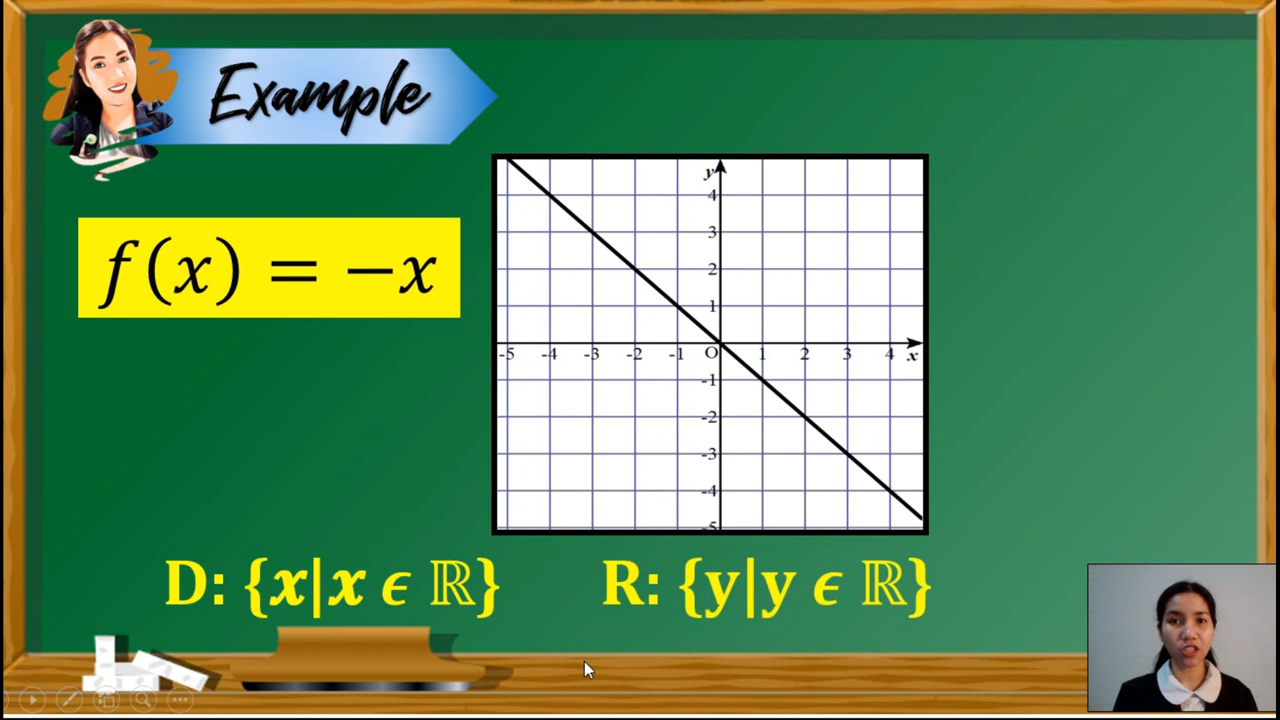 Example
f(x) = −x
y
4
3
2
1
-5 -4 -3 -2 -1 O 1 2 3 4 x
-1
-2
-3
-4
-5
D: {x|x ϵ ℝ} R: {y|y ϵ ℝ}